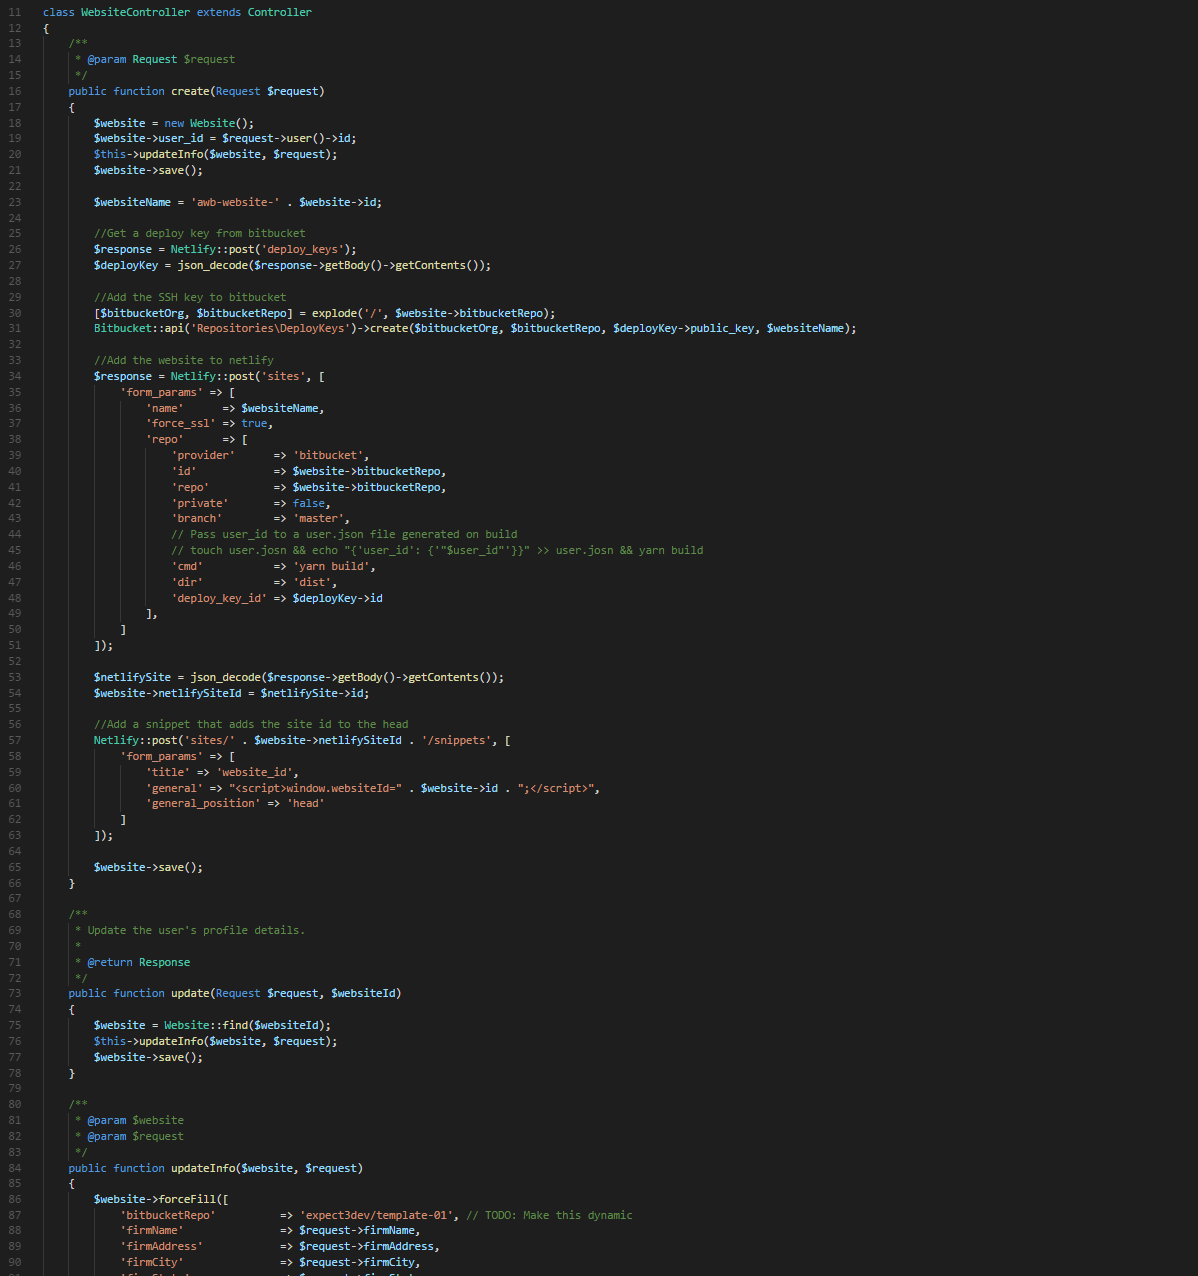 11 class WebsiteController extends Controller
12 {
13     /**
14      * @param Request $request
15      */
16     public function create(Request $request)
17     {
18         $website = new Website();
19         $website->user_id = $request->user()->id;
20         $this->updateInfo($website, $request);
21         $website->save();
22
23         $websiteName = 'awb-website-' . $website->id;
24
25         //Get a deploy key from bitbucket
26         $response = Netlify::post('deploy_keys');
27         $deployKey = json_decode($response->getBody()->getContents());
28
29         //Add the SSH key to bitbucket
30         [$bitbucketOrg, $bitbucketRepo] = explode('/', $website->bitbucketRepo);
31         Bitbucket::api('Repositories\DeployKeys')->create($bitbucketOrg, $bitbucketRepo, $deployKey->public_key, $websiteName);
32
33         //Add the website to netlify
34         $response = Netlify::post('sites', [
35             'form_params' => [
36                 'name'      => $websiteName,
37                 'force_ssl' => true,
38                 'repo'      => [
39                     'provider'      => 'bitbucket',
40                     'id'            => $website->bitbucketRepo,
41                     'repo'          => $website->bitbucketRepo,
42                     'private'       => false,
43                     'branch'        => 'master',
44                     // Pass user_id to a user.json file generated on build
45                     // touch user.josn && echo "{'user_id': {'"$user_id"'}}" >> user.josn && yarn build
46                     'cmd'           => 'yarn build',
47                     'dir'           => 'dist',
48                     'deploy_key_id' => $deployKey->id
49                 ],
50             ]
51         ]);
52
53         $netlifySite = json_decode($response->getBody()->getContents());
54         $website->netlifySiteId = $netlifySite->id;
55
56         //Add a snippet that adds the site id to the head
57         Netlify::post('sites/' . $website->netlifySiteId . '/snippets', [
58             'form_params' => [
59                 'title' => 'website_id',
60                 'general' => "<script>window.websiteId=" . $website->id . ";</script>",
61                 'general_position' => 'head'
62             ]
63         ]);
64
65         $website->save();
66     }
67
68     /**
69      * Update the user's profile details.
70      *
71      * @return Response
72      */
73     public function update(Request $request, $websiteId)
74     {
75         $website = Website::find($websiteId);
76         $this->updateInfo($website, $request);
77         $website->save();
78     }
79
80     /**
81      * @param $website
82      * @param $request
83      */
84     public function updateInfo($website, $request)
85     {
86         $website->forceFill([
87             'bitbucketRepo'          => 'expect3dev/template-01', // TODO: Make this dynamic
88             'firmName'               => $request->firmName,
89             'firmAddress'            => $request->firmAddress,
90             'firmCity'               => $request->firmCity,